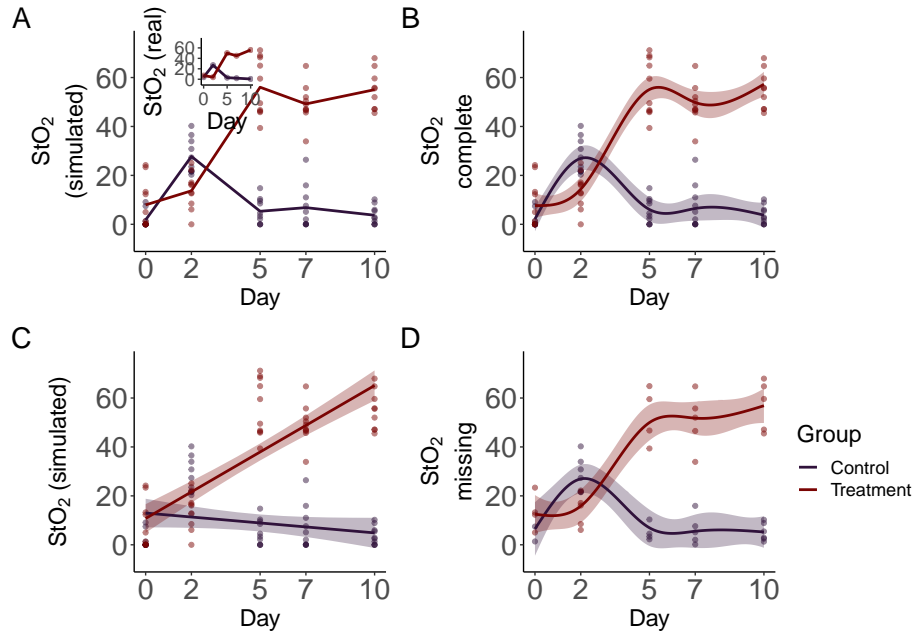 A
StO2
(simulated)
60
40
20
0
0
2
5
7
10
Day
StO2 (real)
60
40
20
0
0
5
10
Day
B
StO2
complete
60
40
20
0
0
2
5
7
10
Day
C
StO2 (simulated)
60
40
20
0
0
2
5
7
10
Day
D
StO2
missing
60
40
20
0
0
2
5
7
10
Day
Group
Control
Treatment